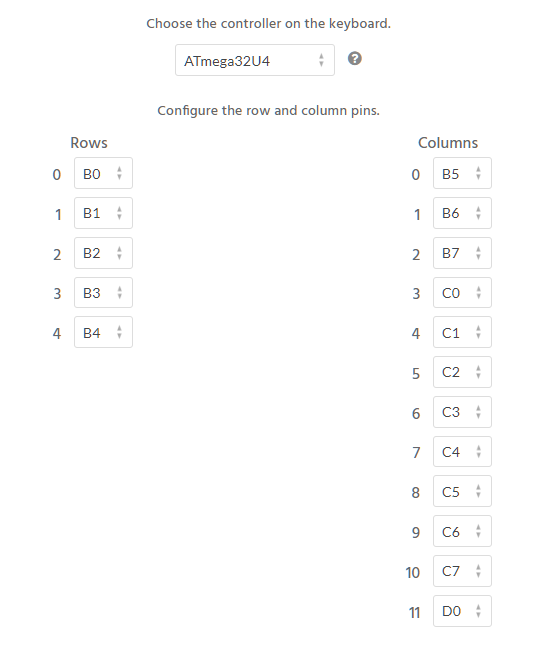 Choose the controller on the keyboard.
ATmega32U4
Configure the row and column pins.
Rows Columns
0 B0 0 B5
1 B1 1 B6
2 B2 2 B7
3 B3 3 C0
4 B4 4 C1
5 C2
6 C3
7 C4
8 C5
9 C6
10 C7
11 D0